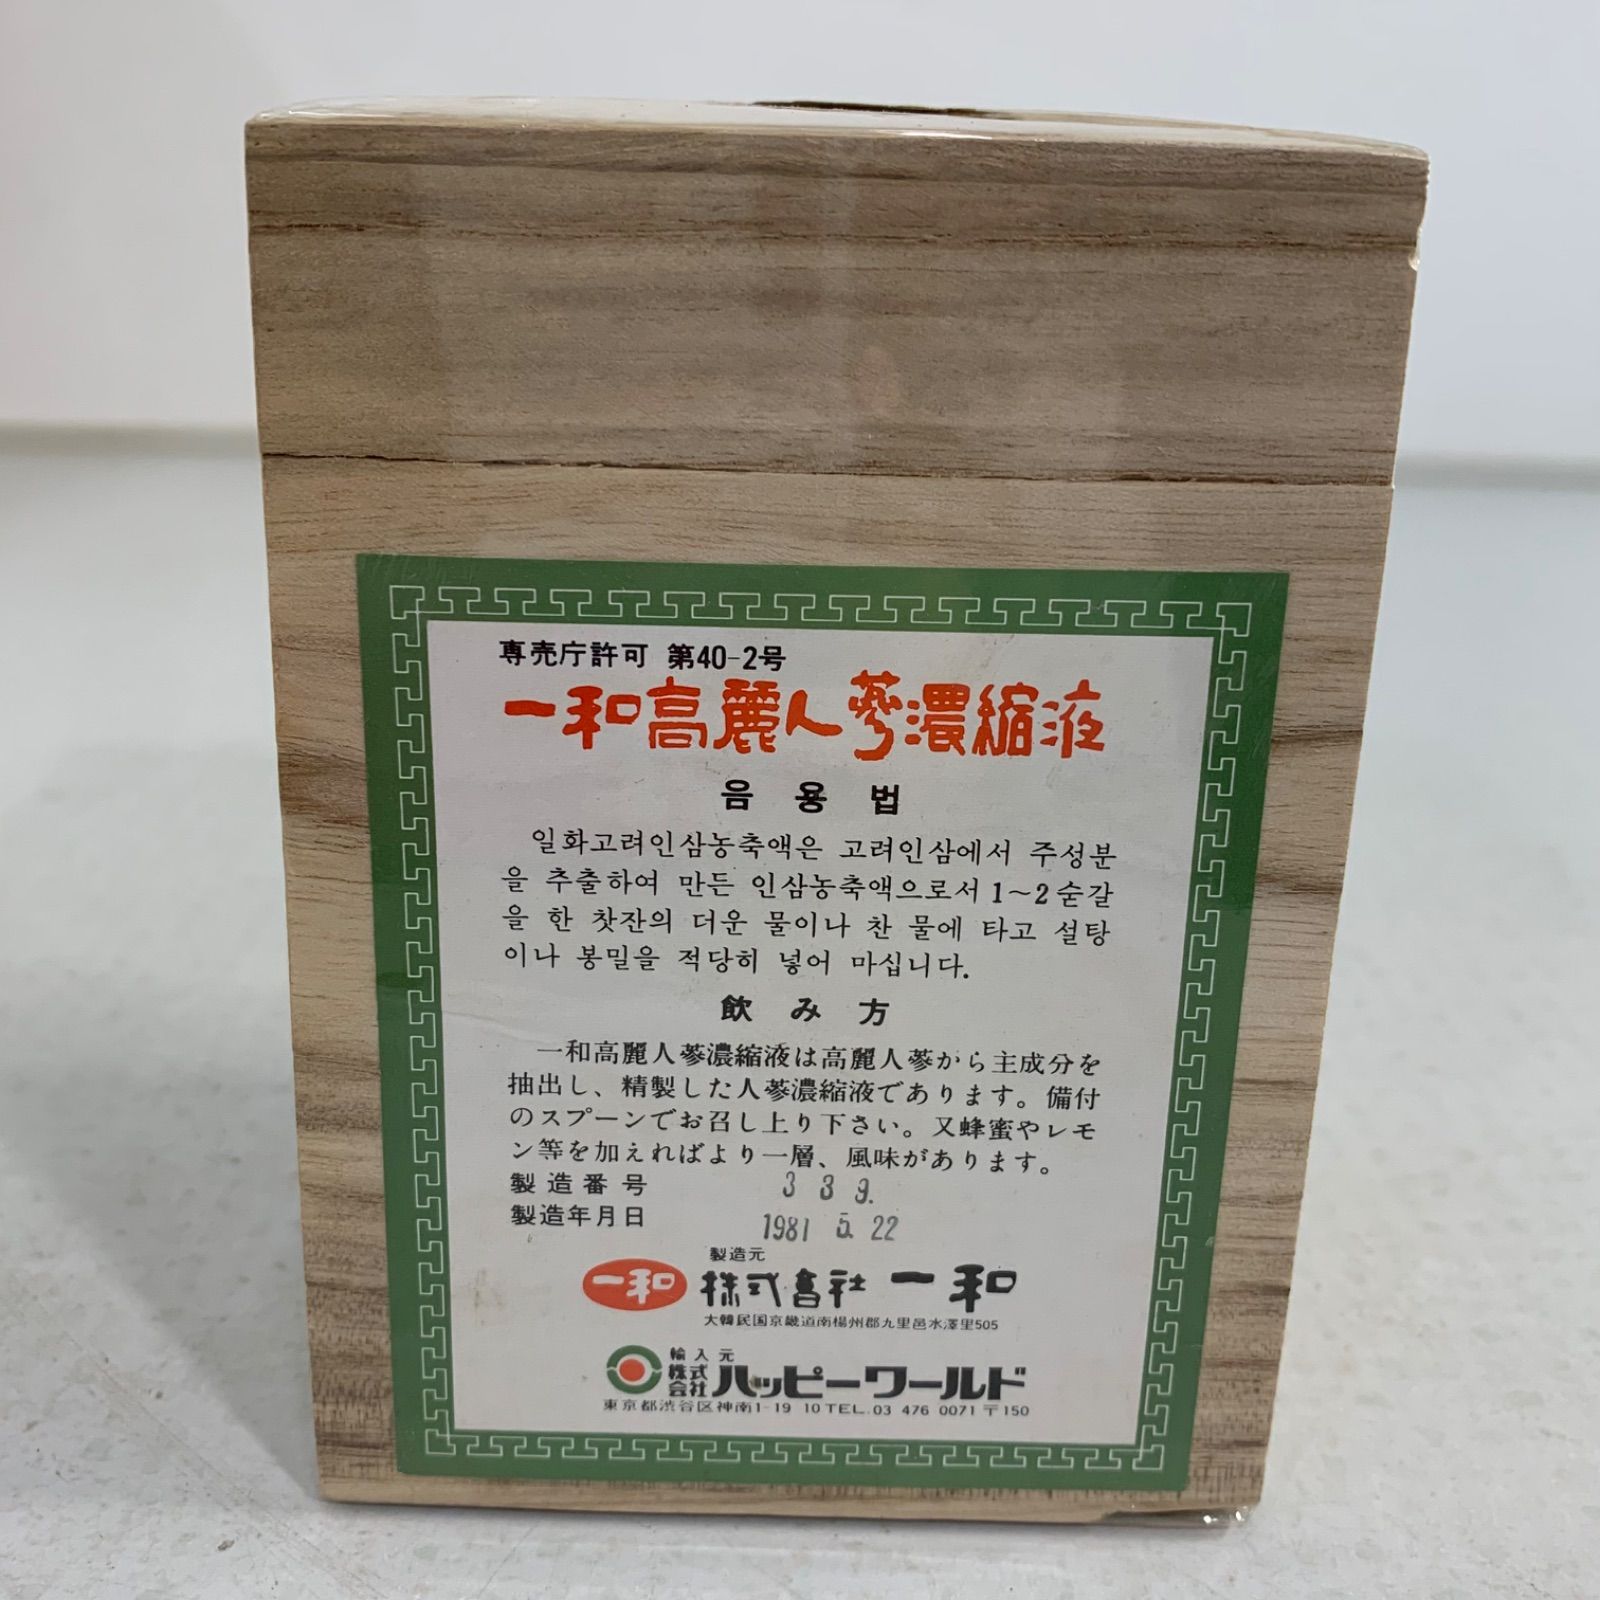 専売庁許可 第40-2号
一和高麗人蔘濃縮液
음 용 법
일화고려인삼농축액은 고려인삼에서 주성분
을 추출하여 만든 인삼농축액으로서 1~2숟갈
을 한 찻잔의 더운 물이나 찬 물에 타고 설탕
이나 봉밀을 적당히 넣어 마십니다.
飲み方
一和高麗人蔘濃縮液は高麗人蔘から主成分を
抽出し、精製した人蔘濃縮液であります。備付
のスプーンでお召し上り下さい。又蜂蜜やレモ
ン等を加えればより一層、風味があります。
製造番号 339.
製造年月日 1981 5. 22
製造元
一和 株式會社 一和
大韓民国京畿道南楊州郡九里邑水澤里505
輸入元
株式会社 ハッピーワールド
東京都渋谷区神南1-19 10 TEL.03 476 0071 〒150